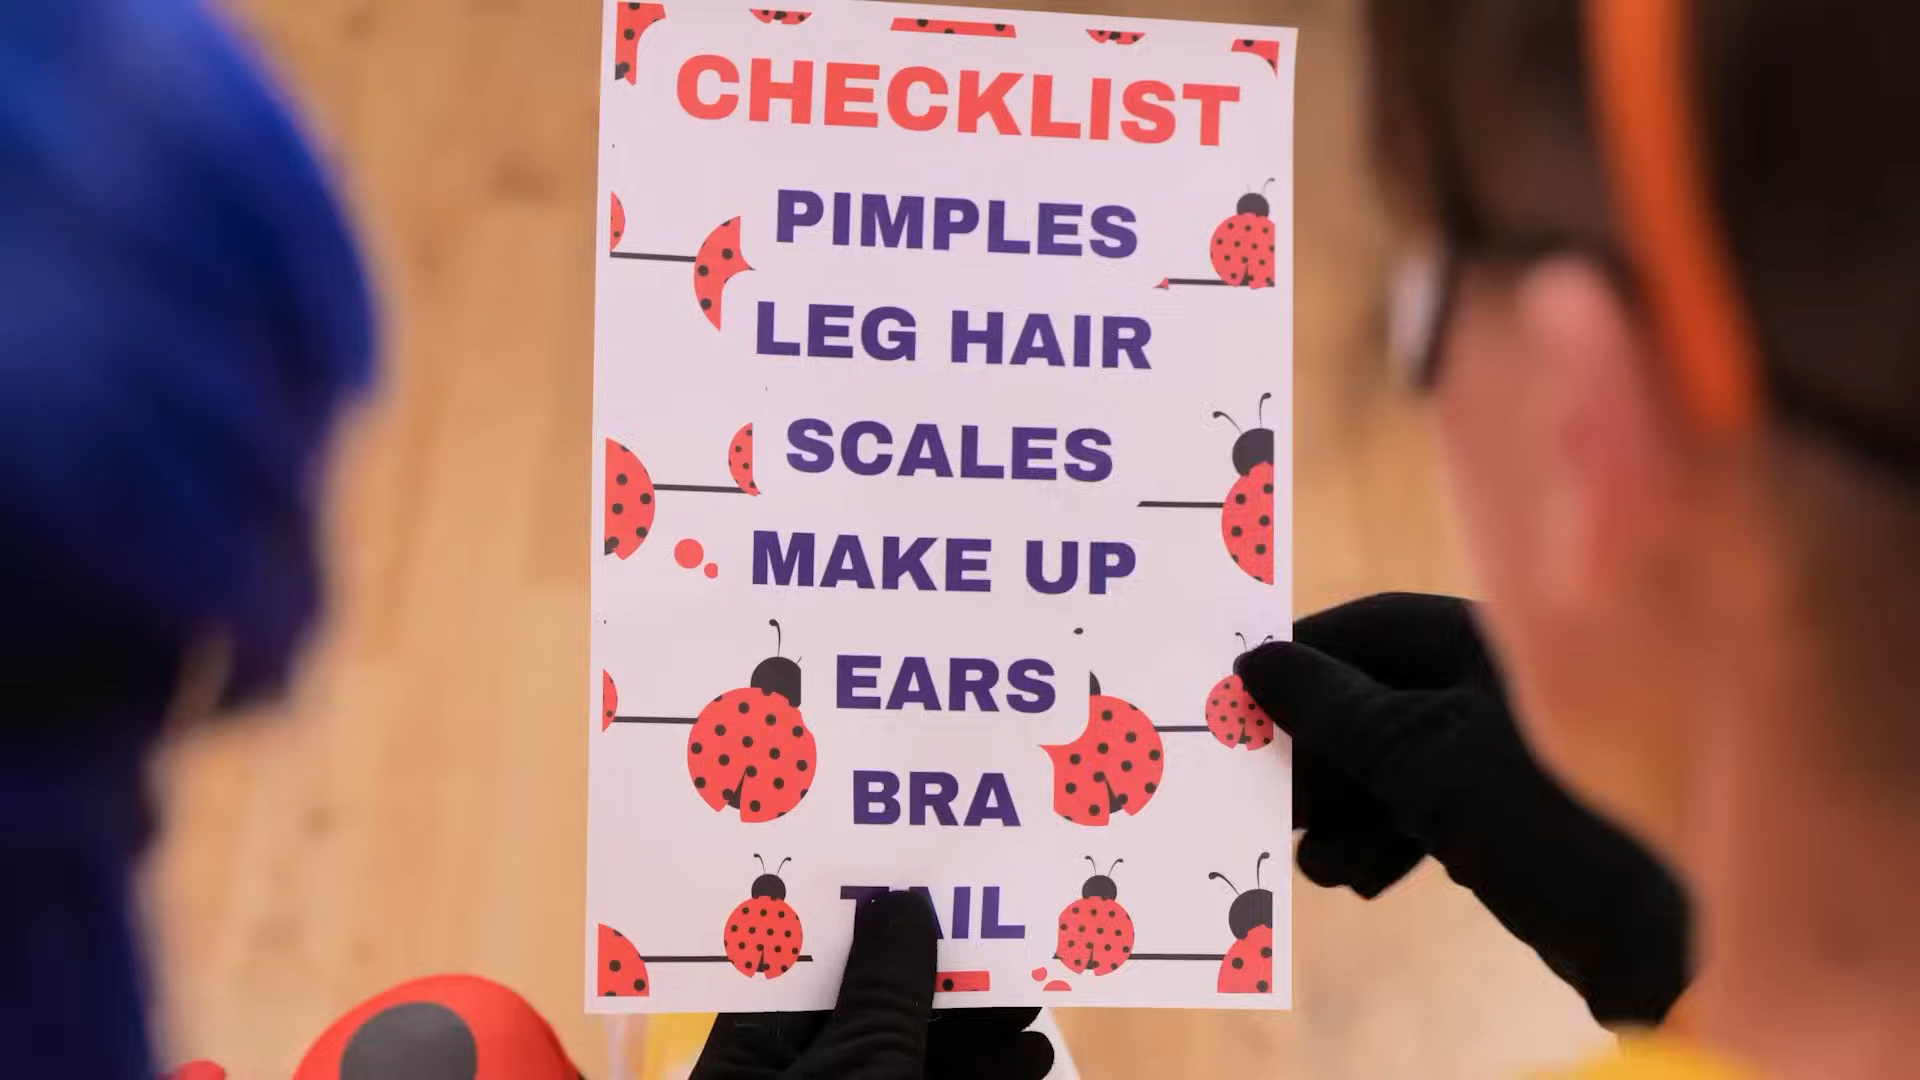 CHECKLIST
PIMPLES
LEG HAIR
SCALES
MAKE UP
EARS
BRA
TAIL